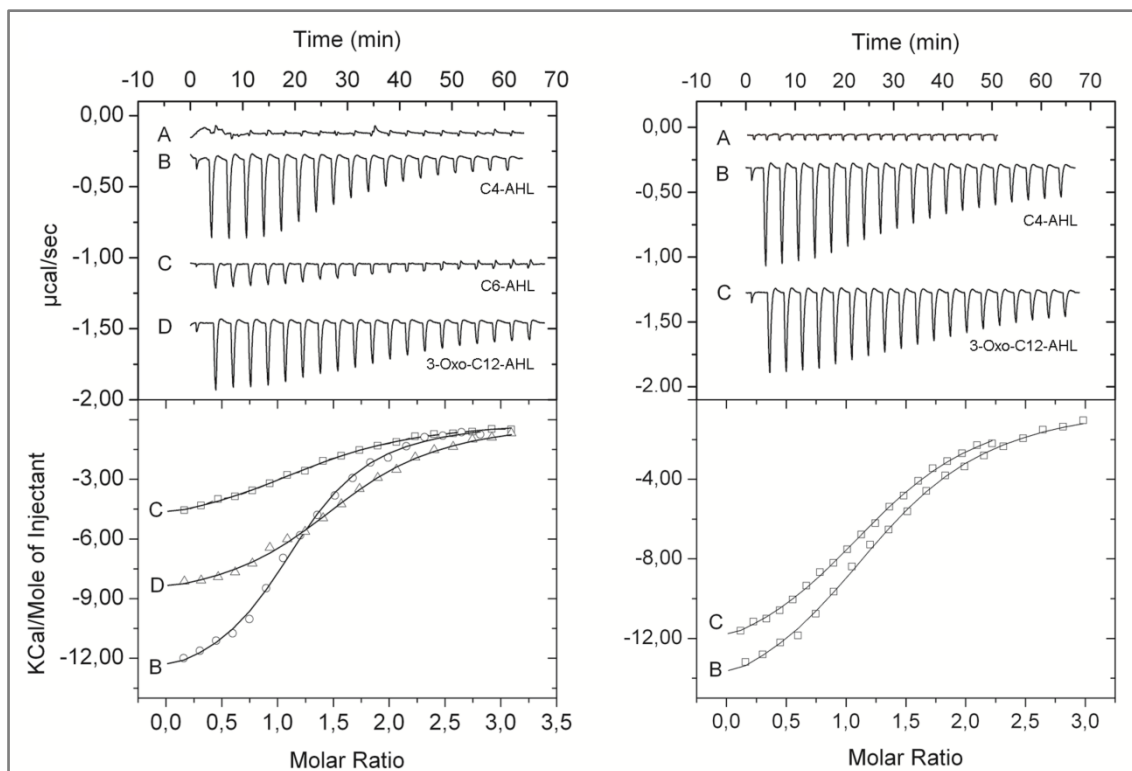 Time (min)
-10 0 10 20 30 40 50 60 70
0,00
-0,50
-1,00
-1,50
-2,00
µcal/sec
A
B
C4-AHL
C
C6-AHL
D
3-Oxo-C12-AHL
-3,00
-6,00
-9,00
-12,00
KCal/Mole of Injectant
C
D
B
0,0 0,5 1,0 1,5 2,0 2,5 3,0 3,5
Molar Ratio
Time (min)
-10 0 10 20 30 40 50 60 70
0,00
-0,50
-1,00
-1,50
-2.00
A
B
C4-AHL
C
3-Oxo-C12-AHL
-4,00
-8,00
-12,00
C
B
0,0 0,5 1,0 1,5 2,0 2,5 3,0
Molar Ratio